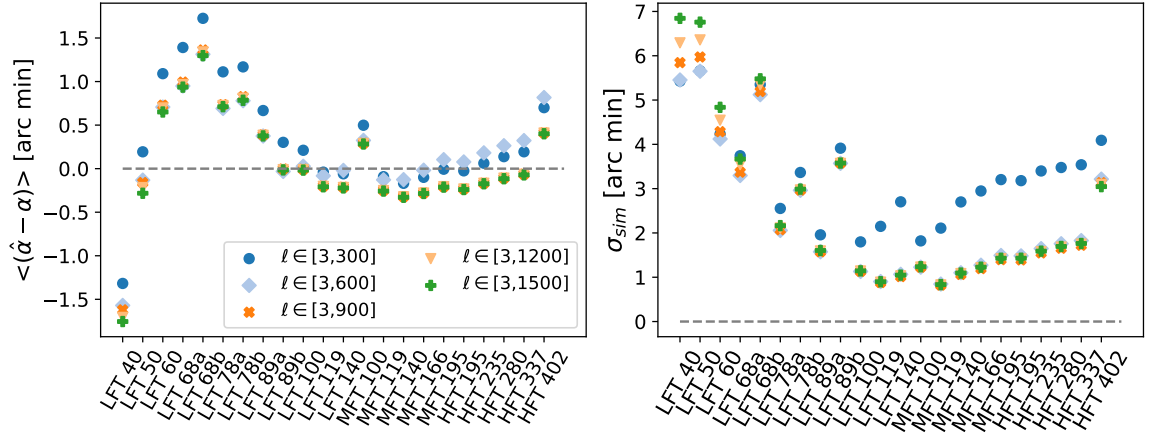 <(α̂ − α)> [arc min]
1.5
1.0
0.5
0.0
−0.5
−1.0
−1.5
ℓ ∈ [3,300]
ℓ ∈ [3,600]
ℓ ∈ [3,900]
ℓ ∈ [3,1200]
ℓ ∈ [3,1500]
LFT 40
LFT 50
LFT 60
LFT 68a
LFT 68b
LFT 78a
LFT 78b
LFT 89a
LFT 89b
LFT 100
LFT 119
LFT 140
MFT 100
MFT 119
MFT 140
MFT 166
MFT 195
HFT 195
HFT 235
HFT 280
HFT 337
HFT 402
σsim [arc min]
7
6
5
4
3
2
1
0
LFT 40
LFT 50
LFT 60
LFT 68a
LFT 68b
LFT 78a
LFT 78b
LFT 89a
LFT 89b
LFT 100
LFT 119
LFT 140
MFT 100
MFT 119
MFT 140
MFT 166
MFT 195
HFT 195
HFT 235
HFT 280
HFT 337
HFT 402